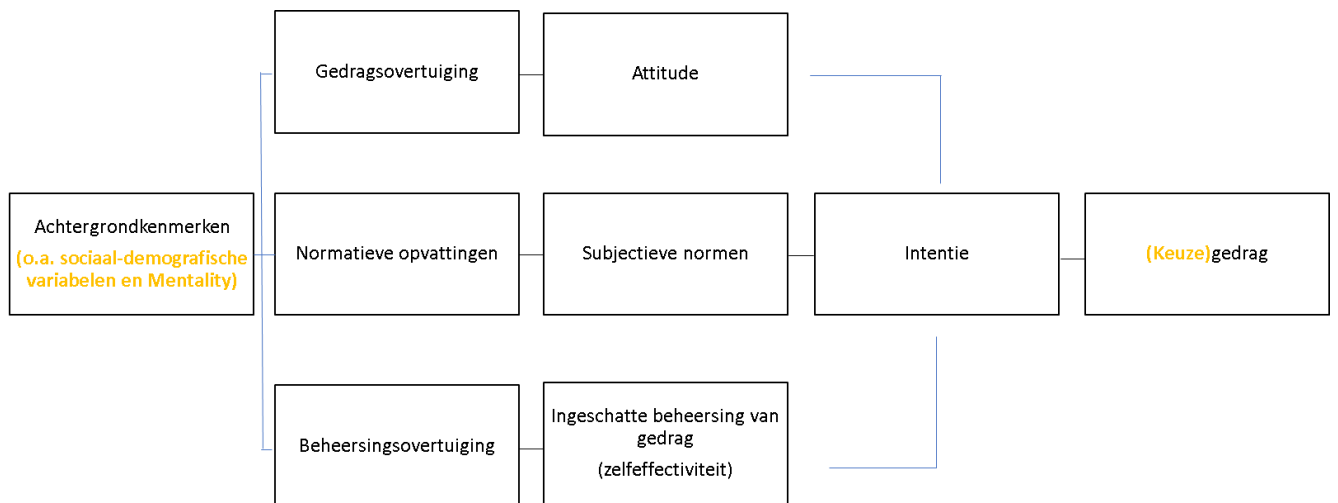 Gedragsovertuiging
Attitude
Achtergrondkenmerken
(o.a. sociaal-demografische
variabelen en Mentality)
Normatieve opvattingen
Subjectieve normen
Intentie
(Keuze)gedrag
Beheersingsovertuiging
Ingeschatte beheersing van
gedrag
(zelfeffectiviteit)